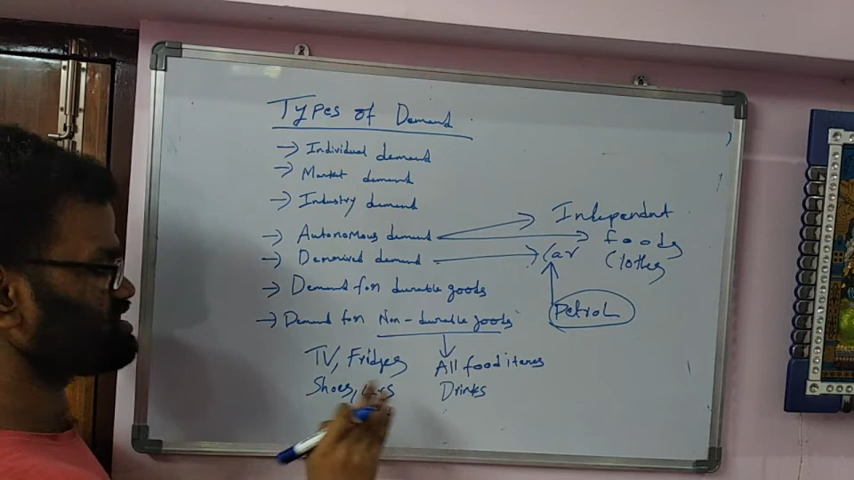 Types of Demand
→ Individual demand
→ Market demand
→ Industry demand
→ Autonomous demand
Independent
foods
Clothes
→ Demrived demand
Car
Petrol
→ Demand for durable goods
→ Demand for Non-durable goods
TV, Fridges
Shoes,
All food items
Drinks